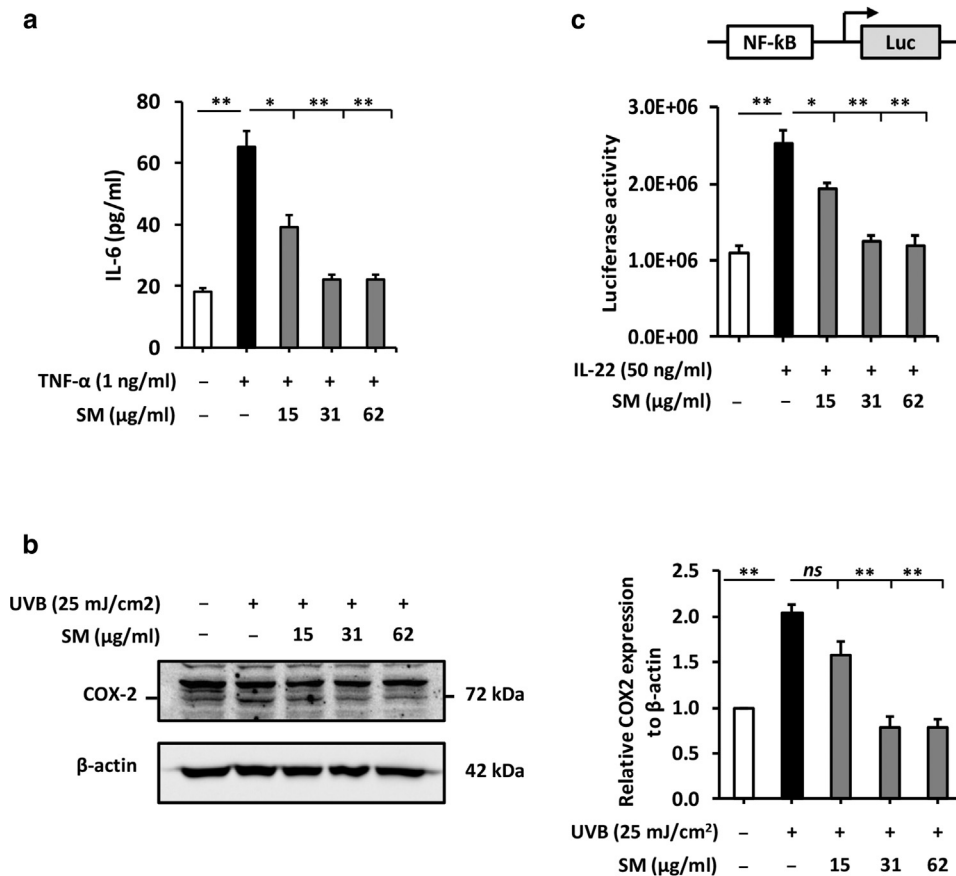 a
** * ** **
80
60
40
20
0
IL-6 (pg/ml)
TNF-α (1 ng/ml) – + + + +
SM (μg/ml) – – 15 31 62
c
NF-ƙB Luc
** * ** **
3.0E+06
2.0E+06
1.0E+06
0.0E+00
Luciferase activity
IL-22 (50 ng/ml) + + + +
SM (μg/ml) – – 15 31 62
b
UVB (25 mJ/cm2) – + + + +
SM (μg/ml) – – 15 31 62
COX-2 72 kDa
β-actin 42 kDa
** ns ** **
2.5
2.0
1.5
1.0
0.5
0.0
Relative COX2 expression
to β-actin
UVB (25 mJ/cm²) – + + + +
SM (μg/ml) – – 15 31 62